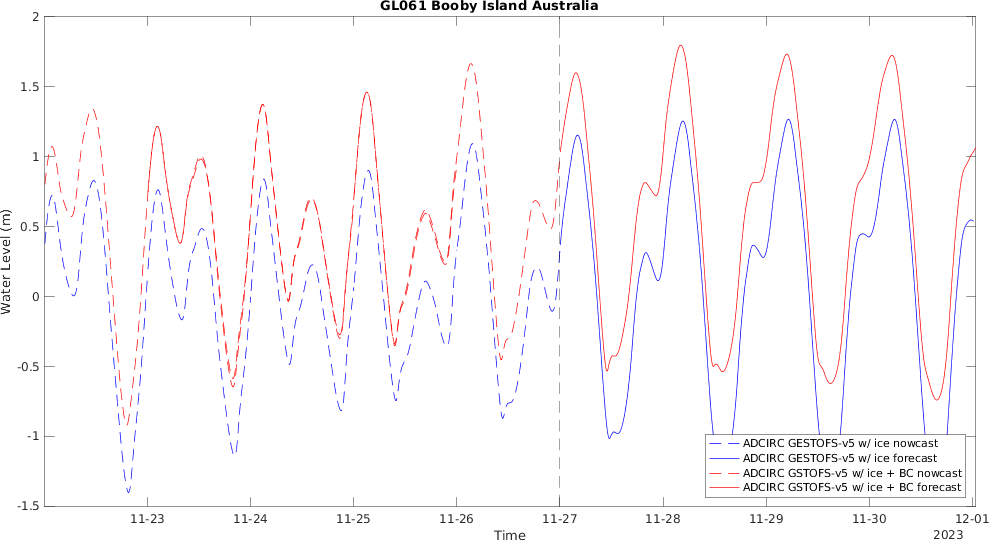 GL061 Booby Island Australia
2
1.5
1
0.5
0
-0.5
-1
-1.5
Water Level (m)
ADCIRC GESTOFS-v5 w/ ice nowcast
ADCIRC GESTOFS-v5 w/ ice forecast
ADCIRC GSTOFS-v5 w/ ice + BC nowcast
ADCIRC GSTOFS-v5 w/ ice + BC forecast
11-23 11-24 11-25 11-26 11-27 11-28 11-29 11-30 12-01
Time
2023